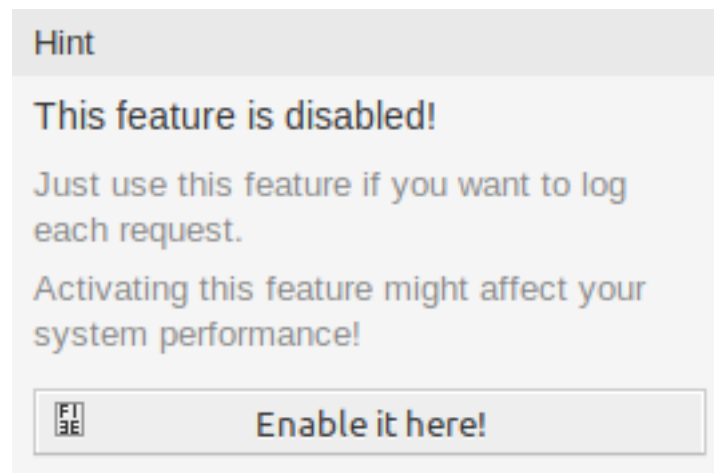 Hint
This feature is disabled!
Just use this feature if you want to log
each request.
Activating this feature might affect your
system performance!
Enable it here!